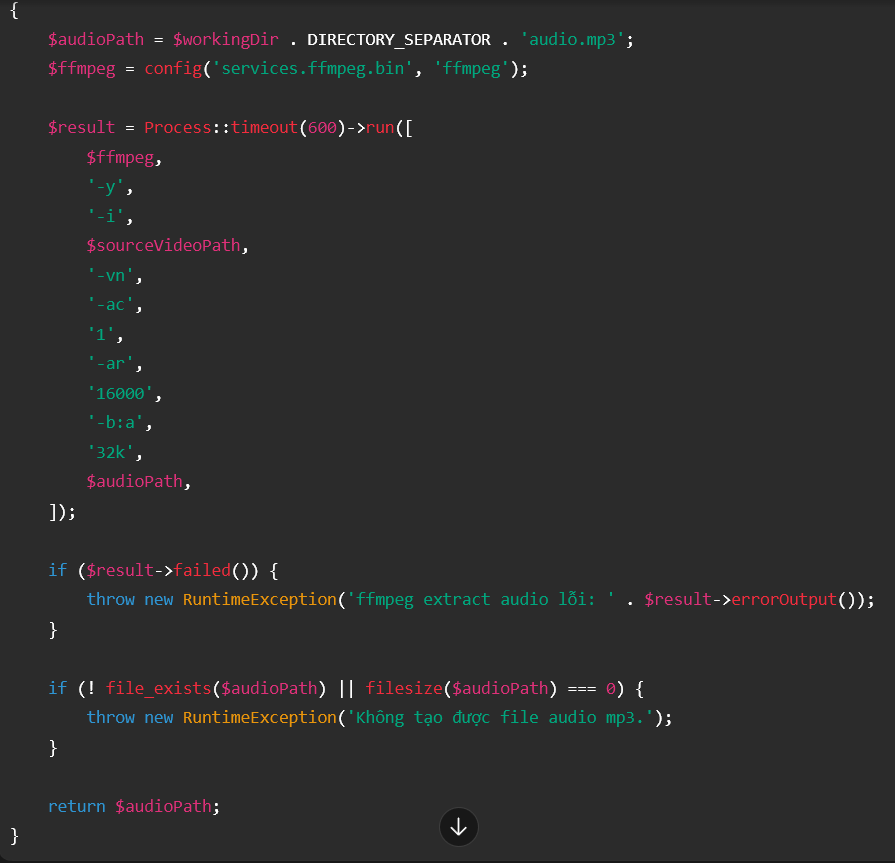 {
    $audioPath = $workingDir . DIRECTORY_SEPARATOR . 'audio.mp3';
    $ffmpeg = config('services.ffmpeg.bin', 'ffmpeg');

    $result = Process::timeout(600)->run([
        $ffmpeg,
        '-y',
        '-i',
        $sourceVideoPath,
        '-vn',
        '-ac',
        '1',
        '-ar',
        '16000',
        '-b:a',
        '32k',
        $audioPath,
    ]);

    if ($result->failed()) {
        throw new RuntimeException('ffmpeg extract audio lỗi: ' . $result->errorOutput());
    }

    if (! file_exists($audioPath) || filesize($audioPath) === 0) {
        throw new RuntimeException('Không tạo được file audio mp3.');
    }

    return $audioPath;
}